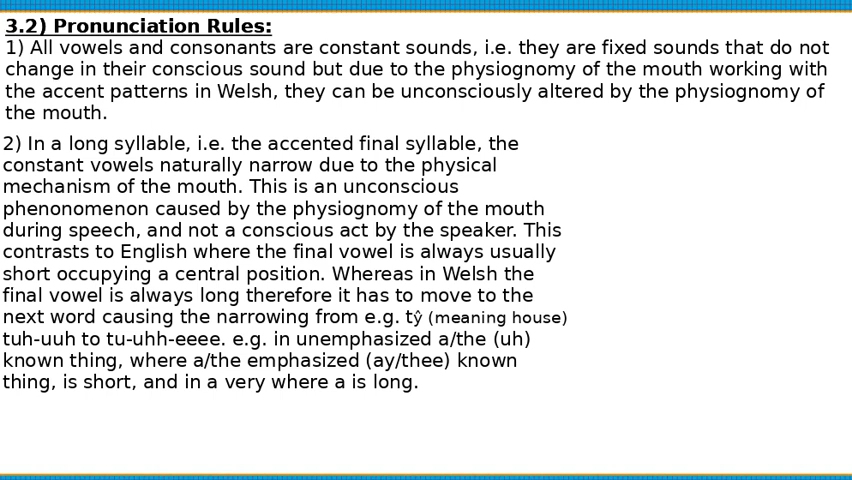 3.2) Pronunciation Rules:
1) All vowels and consonants are constant sounds, i.e. they are fixed sounds that do not
change in their conscious sound but due to the physiognomy of the mouth working with
the accent patterns in Welsh, they can be unconsciously altered by the physiognomy of
the mouth.
2) In a long syllable, i.e. the accented final syllable, the
constant vowels naturally narrow due to the physical
mechanism of the mouth. This is an unconscious
phenonomenon caused by the physiognomy of the mouth
during speech, and not a conscious act by the speaker. This
contrasts to English where the final vowel is always usually
short occupying a central position. Whereas in Welsh the
final vowel is always long therefore it has to move to the
next word causing the narrowing from e.g. tŷ (meaning house)
tuh-uuh to tu-uhh-eeee. e.g. in unemphasized a/the (uh)
known thing, where a/the emphasized (ay/thee) known
thing, is short, and in a very where a is long.